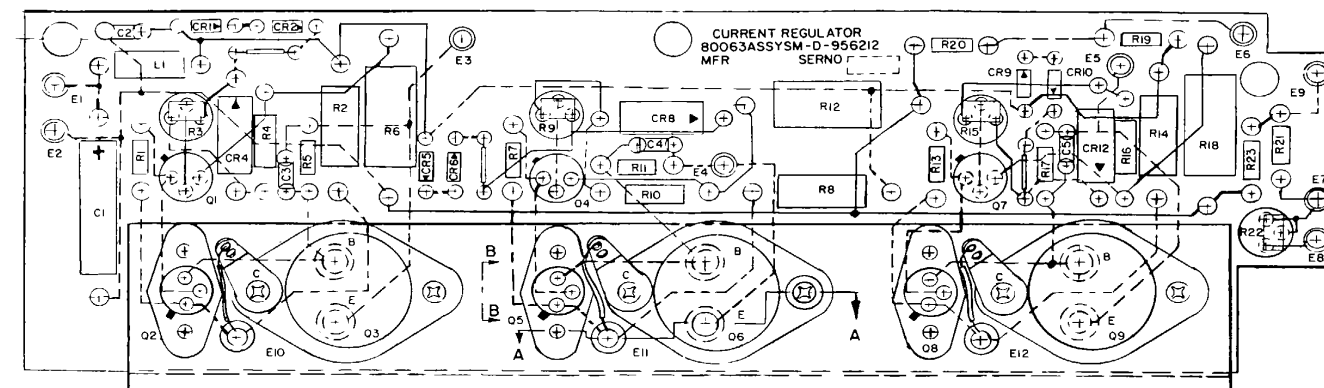 C2 CR1 CR2
L1
E3
CURRENT REGULATOR
80063ASSYSM-D-956212
MFR SERNO
R20 R19 E6
CR9 CR10 E5
E1 E9
R3 R2 R6 R9 CR8 R12 R15 R14 R18
E2 R1 CR4 R4 C3 R5 CR5 CR6 R7 C4 R11 E4 R13 R17 C5 CR12 R16 R23 R21
+
C1 Q1 Q4 R10 R8 Q7 E7
R22
E8
B B B B
C C C
B
E E E
Q2 Q3 Q5 Q6 Q8 Q9
A A
E10 E11 E12